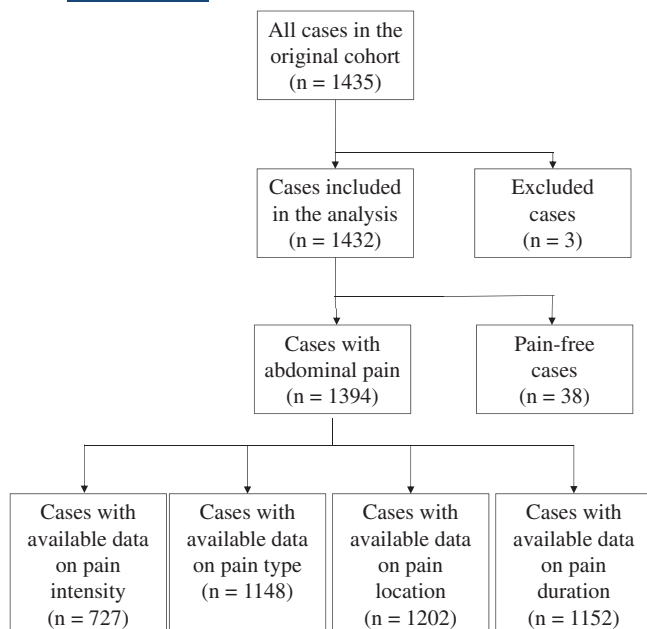 All cases in the
original cohort
(n = 1435)
Cases included
in the analysis
(n = 1432)
Excluded
cases
(n = 3)
Cases with
abdominal pain
(n = 1394)
Pain-free
cases
(n = 38)
Cases with
available data
on pain
intensity
(n = 727)
Cases with
available data
on pain type
(n = 1148)
Cases with
available data
on pain
location
(n = 1202)
Cases with
available data
on pain
duration
(n = 1152)